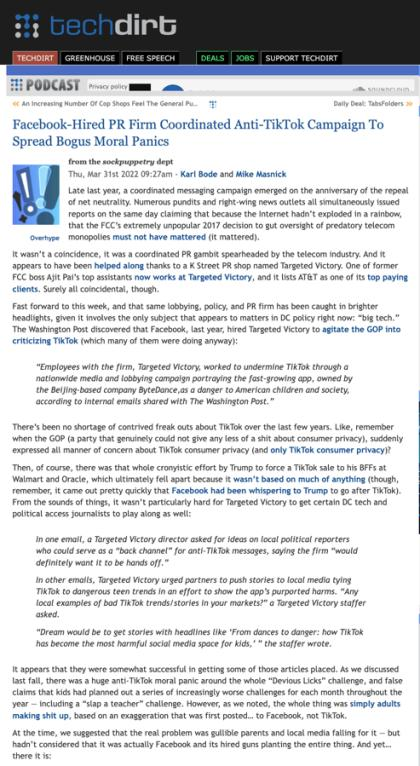 techdirt
TECHDIRT GREENHOUSE FREE SPEECH DEALS JOBS SUPPORT TECHDIRT
PODCAST Privacy policy SOUNDCLOUD
« An Increasing Number Of Cop Shops Feel The General Pu... Daily Deal: TabsFolders »
Facebook-Hired PR Firm Coordinated Anti-TikTok Campaign To
Spread Bogus Moral Panics
from the sockpuppetry dept
Thu, Mar 31st 2022 09:27am - Karl Bode and Mike Masnick
Late last year, a coordinated messaging campaign emerged on the anniversary of the repeal
of net neutrality. Numerous pundits and right-wing news outlets all simultaneously issued
reports on the same day claiming that because the Internet hadn't exploded in a rainbow,
that the FCC's extremely unpopular 2017 decision to gut oversight of predatory telecom
Overhype monopolies must not have mattered (it mattered).
It wasn't a coincidence, it was a coordinated PR gambit spearheaded by the telecom industry. And it
appears to have been helped along thanks to a K Street PR shop named Targeted Victory. One of former
FCC boss Ajit Pai's top assistants now works at Targeted Victory, and it lists AT&T as one of its top paying
clients. Surely all coincidental, though.
Fast forward to this week, and that same lobbying, policy, and PR firm has been caught in brighter
headlights, given it involves the only subject that appears to matters in DC policy right now: "big tech."
The Washington Post discovered that Facebook, last year, hired Targeted Victory to agitate the GOP into
criticizing TikTok (which many of them were doing anyway):
"Employees with the firm, Targeted Victory, worked to undermine TikTok through a
nationwide media and lobbying campaign portraying the fast-growing app, owned by
the Beijing-based company ByteDance,as a danger to American children and society,
according to internal emails shared with The Washington Post."
There's been no shortage of contrived freak outs about TikTok over the last few years. Like, remember
when the GOP (a party that genuinely could not give any less of a shit about consumer privacy), suddenly
expressed all manner of concern about TikTok consumer privacy (and only TikTok consumer privacy)?
Then, of course, there was that whole cronyistic effort by Trump to force a TikTok sale to his BFFs at
Walmart and Oracle, which ultimately fell apart because it wasn't based on much of anything (though,
remember, it came out pretty quickly that Facebook had been whispering to Trump to go after TikTok).
From the sounds of things, it wasn't particularly hard for Targeted Victory to get certain DC tech and
political access journalists to play along as well:
In one email, a Targeted Victory director asked for ideas on local political reporters
who could serve as a "back channel" for anti-TikTok messages, saying the firm "would
definitely want it to be hands off."
In other emails, Targeted Victory urged partners to push stories to local media tying
TikTok to dangerous teen trends in an effort to show the app's purported harms. "Any
local examples of bad TikTok trends/stories in your markets?" a Targeted Victory staffer
asked.
"Dream would be to get stories with headlines like 'From dances to danger: how TikTok
has become the most harmful social media space for kids,' " the staffer wrote.
It appears that they were somewhat successful in getting some of those articles placed. As we discussed
last fall, there was a huge anti-TikTok moral panic around the whole "Devious Licks" challenge, and false
claims that kids had planned out a series of increasingly worse challenges for each month throughout the
year — including a "slap a teacher" challenge. However, as we noted, the whole thing was simply adults
making shit up, based on an exaggeration that was first posted... to Facebook, not TikTok.
At the time, we suggested that the real problem was gullible parents and local media falling for it — but
hadn't considered that it was actually Facebook and its hired guns planting the entire thing. And yet...
there it is: